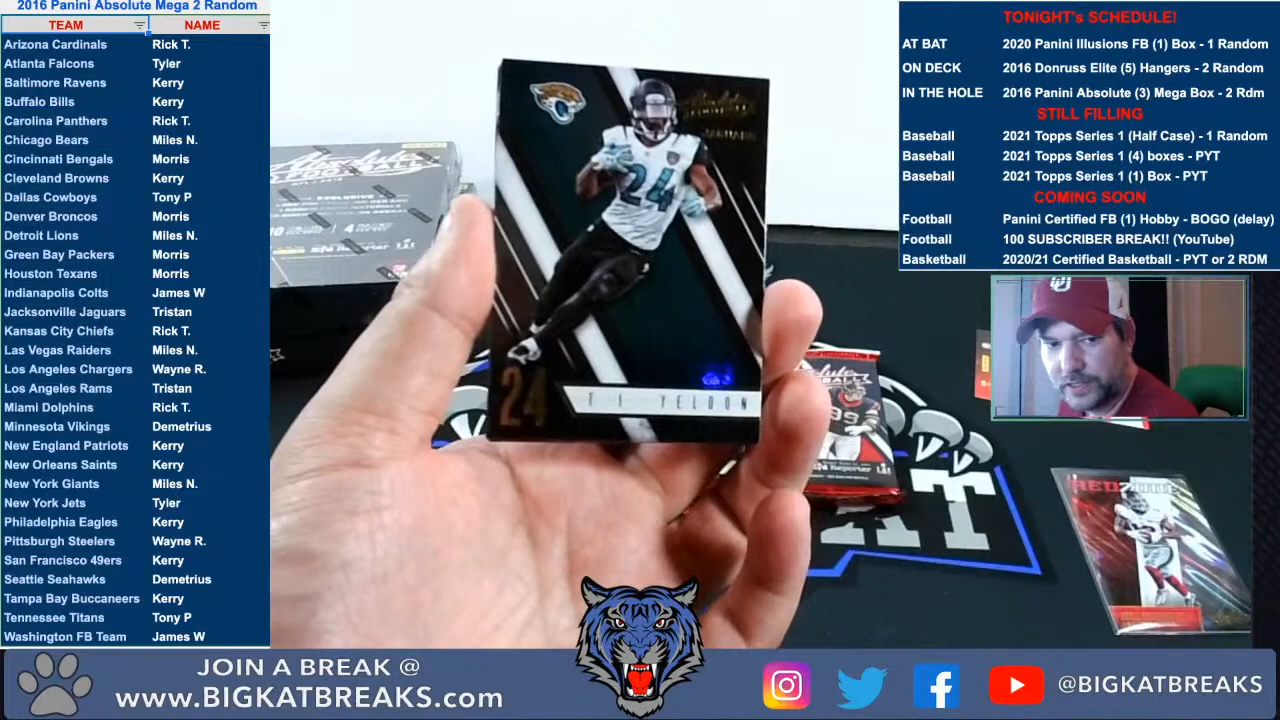 2016 Panini Absolute Mega 2 Random
TEAM NAME
Arizona Cardinals Rick T.
Atlanta Falcons Tyler
Baltimore Ravens Kerry
Buffalo Bills Kerry
Carolina Panthers Rick T.
Chicago Bears Miles N.
Cincinnati Bengals Morris
Cleveland Browns Kerry
Dallas Cowboys Tony P
Denver Broncos Morris
Detroit Lions Miles N.
Green Bay Packers Morris
Houston Texans Morris
Indianapolis Colts James W
Jacksonville Jaguars Tristan
Kansas City Chiefs Rick T.
Las Vegas Raiders Miles N.
Los Angeles Chargers Wayne R.
Los Angeles Rams Tristan
Miami Dolphins Rick T.
Minnesota Vikings Demetrius
New England Patriots Kerry
New Orleans Saints Kerry
New York Giants Miles N.
New York Jets Tyler
Philadelphia Eagles Kerry
Pittsburgh Steelers Wayne R.
San Francisco 49ers Kerry
Seattle Seahawks Demetrius
Tampa Bay Buccaneers Kerry
Tennessee Titans Tony P
Washington FB Team James W
Absolute
FOOTBALL
24
24
T.J. YELDON
99
REDZONE
TONIGHT's SCHEDULE!
AT BAT 2020 Panini Illusions FB (1) Box - 1 Random
ON DECK 2016 Donruss Elite (5) Hangers - 2 Random
IN THE HOLE 2016 Panini Absolute (3) Mega Box - 2 Rdm
STILL FILLING
Baseball 2021 Topps Series 1 (Half Case) - 1 Random
Baseball 2021 Topps Series 1 (4) boxes - PYT
Baseball 2021 Topps Series 1 (1) Box - PYT
COMING SOON
Football Panini Certified FB (1) Hobby - BOGO (delay)
Football 100 SUBSCRIBER BREAK!! (YouTube)
Basketball 2020/21 Certified Basketball - PYT or 2 RDM
JOIN A BREAK @
www.BIGKATBREAKS.com
@BIGKATBREAKS